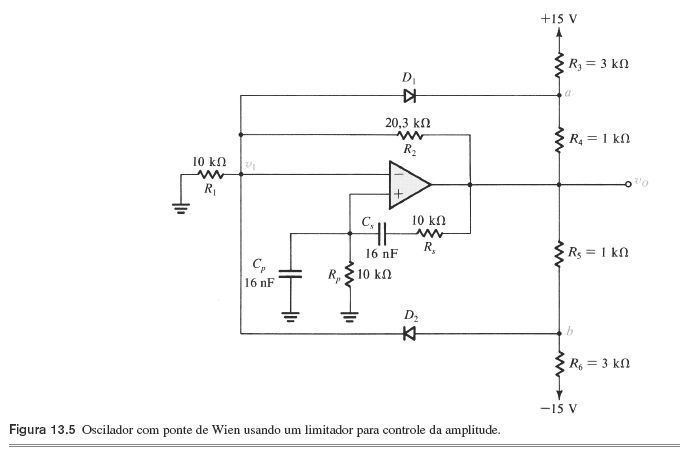 +15 V
R3 = 3 kΩ
D1
a
20,3 kΩ
R2
R4 = 1 kΩ
10 kΩ
v1
R1
−
+
vO
Cs
10 kΩ
16 nF
Rs
R5 = 1 kΩ
Cp
16 nF
Rp
10 kΩ
D2
b
R6 = 3 kΩ
−15 V
Figura 13.5 Oscilador com ponte de Wien usando um limitador para controle da amplitude.